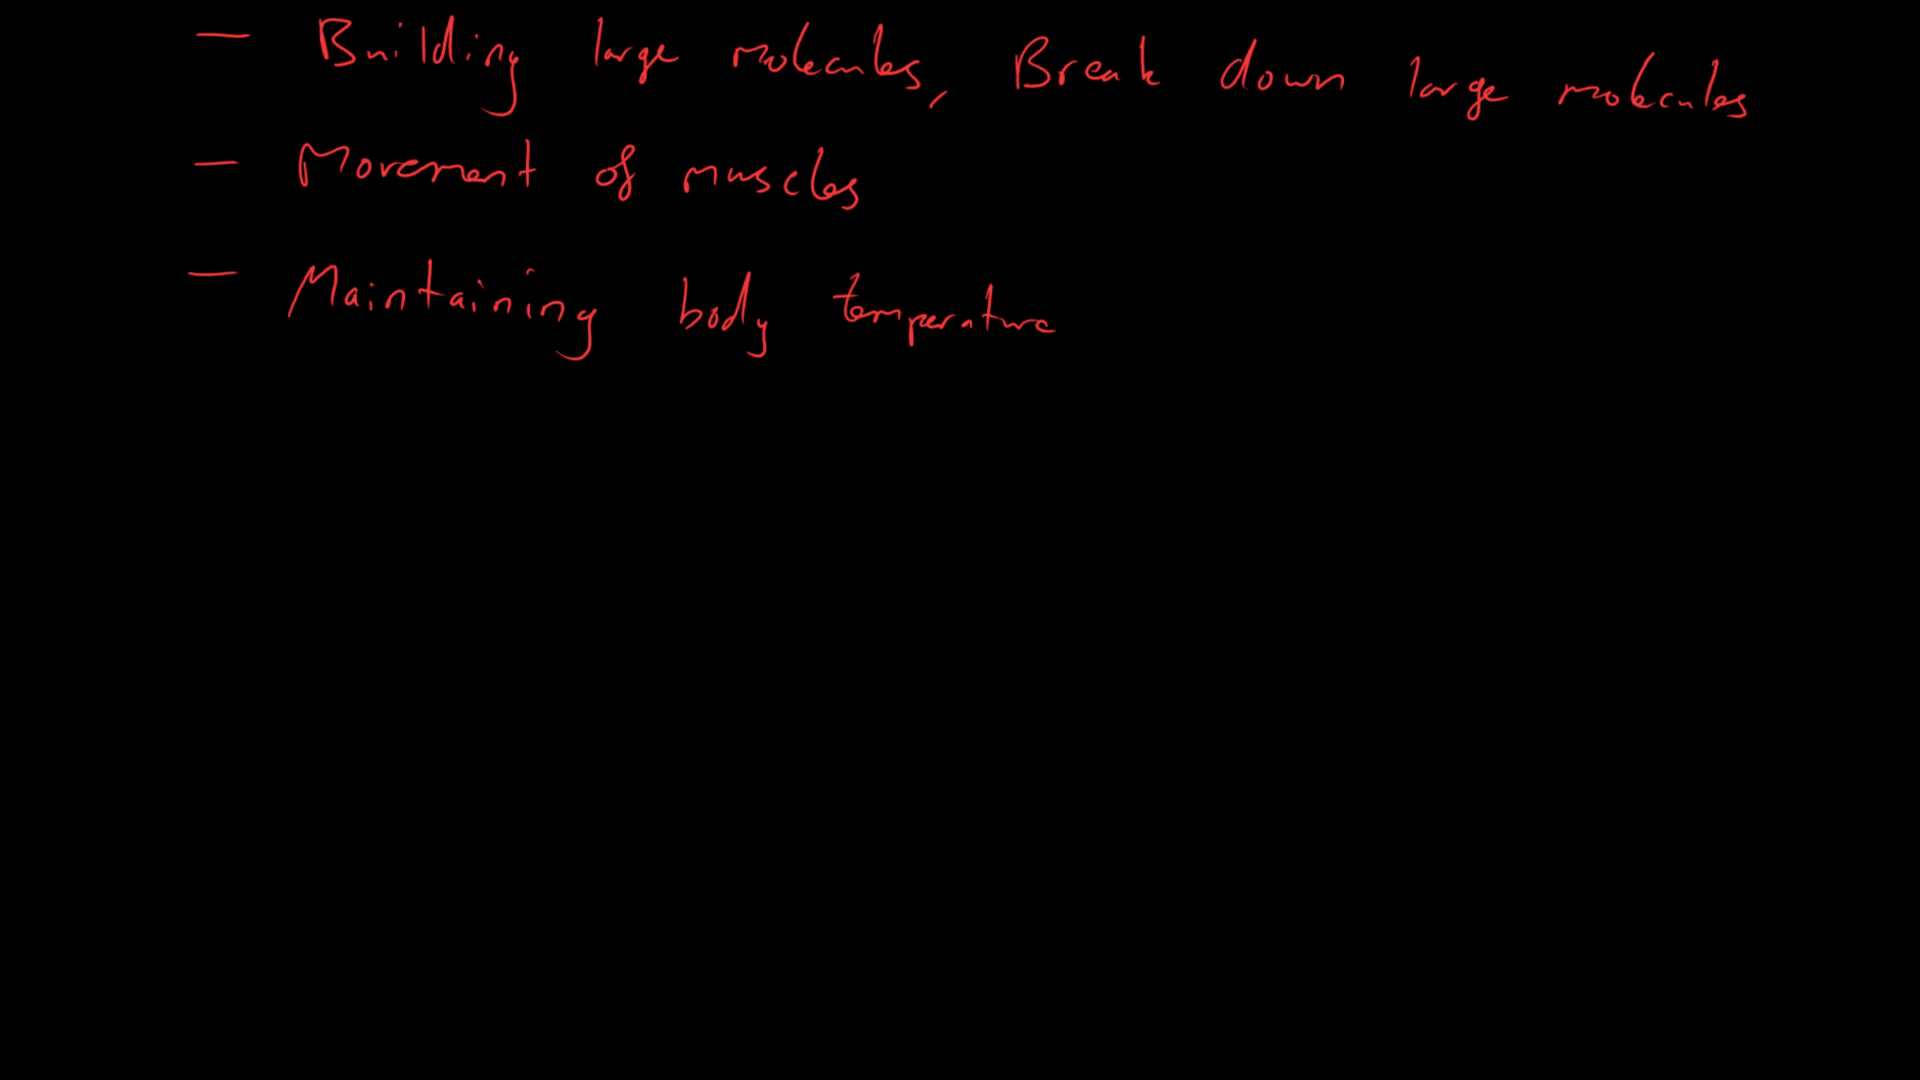 — Building large molecules, Break down large molecules
— Movement of muscles
— Maintaining body temperature